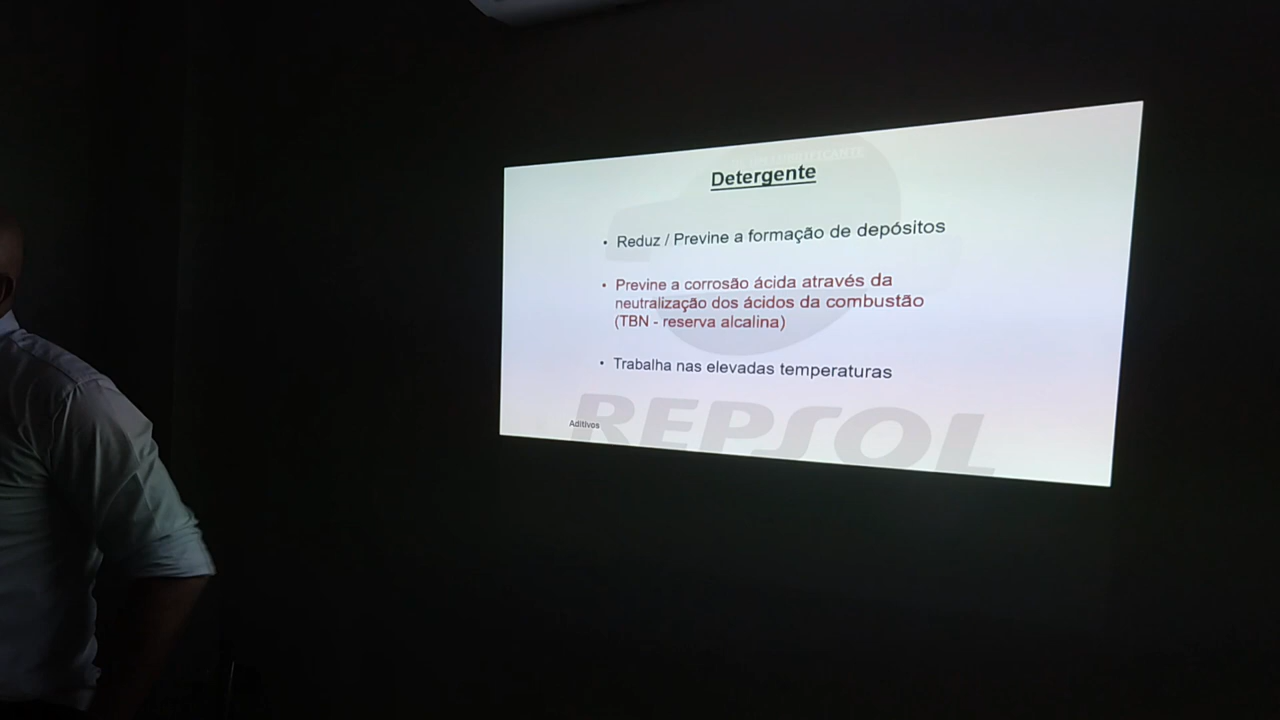 Detergente
• Reduz / Previne a formação de depósitos
• Previne a corrosão ácida através da
neutralização dos ácidos da combustão
(TBN - reserva alcalina)
• Trabalha nas elevadas temperaturas
Aditivos
REPSOL